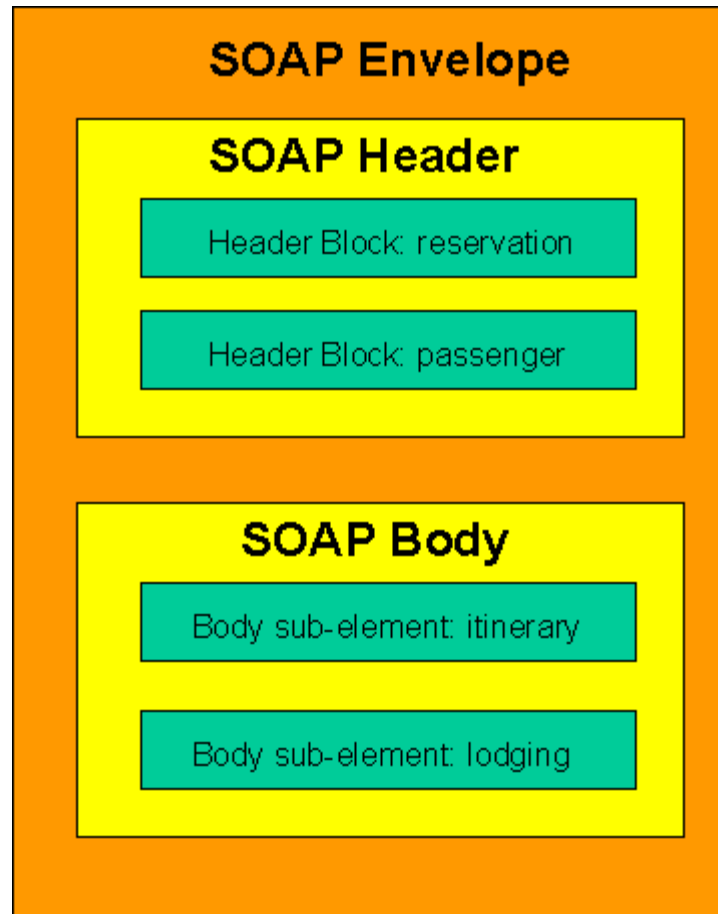 SOAP Envelope
SOAP Header
Header Block: reservation
Header Block: passenger
SOAP Body
Body sub-element: itinerary
Body sub-element: lodging